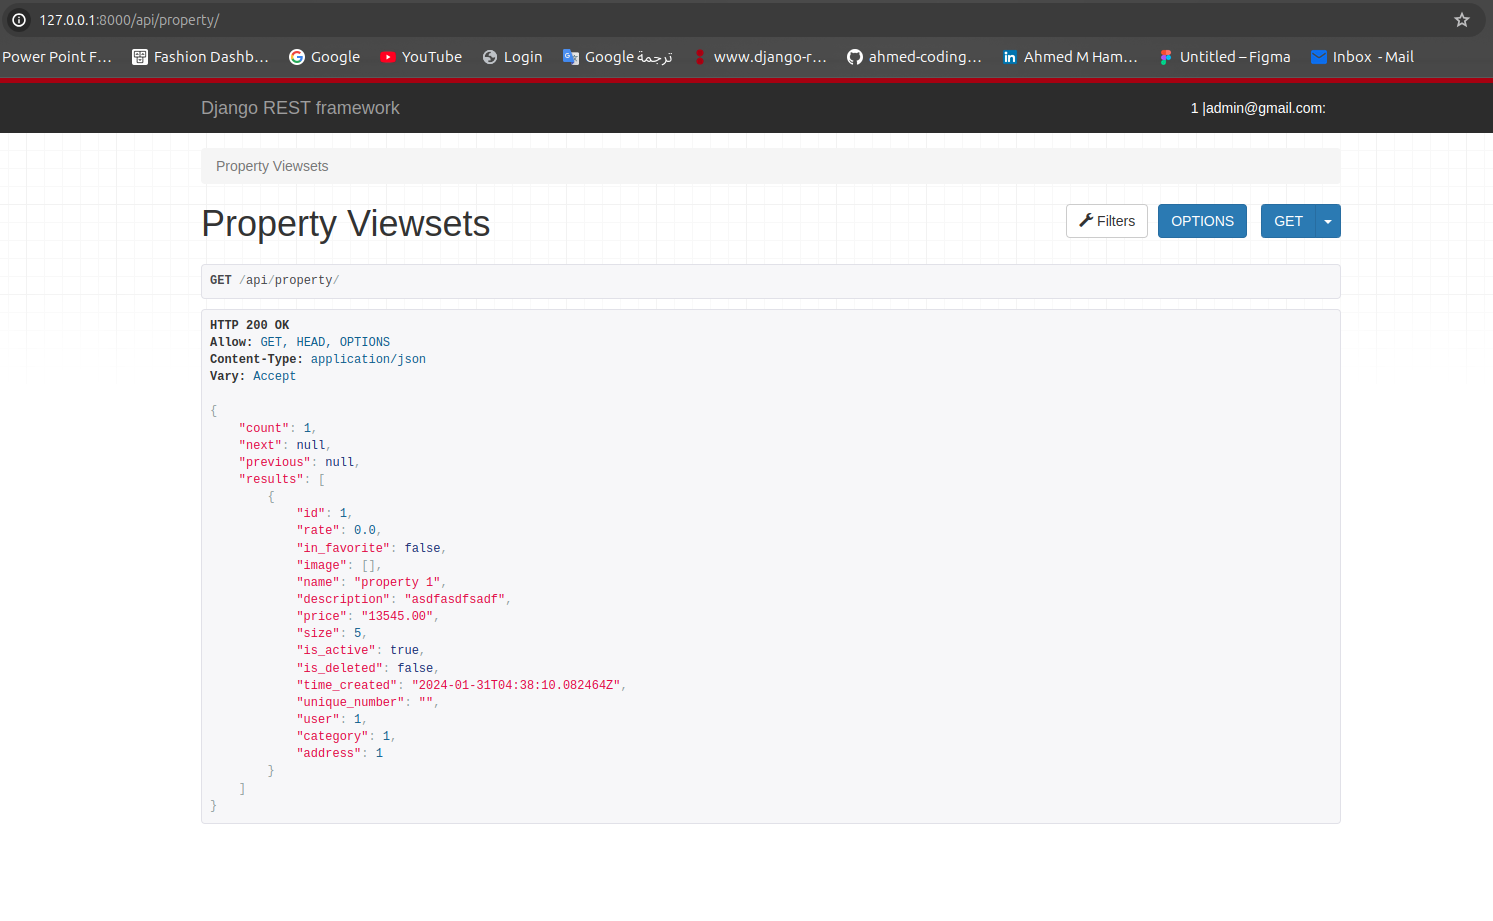 127.0.0.1:8000/api/property/
Power Point F… Fashion Dashb… Google YouTube Login Google ترجمة www.django-r… ahmed-coding… Ahmed M Ham… Untitled – Figma Inbox - Mail
Django REST framework 1 |admin@gmail.com:
Property Viewsets
Property Viewsets Filters OPTIONS GET
GET /api/property/
HTTP 200 OK
Allow: GET, HEAD, OPTIONS
Content-Type: application/json
Vary: Accept
{
    "count": 1,
    "next": null,
    "previous": null,
    "results": [
        {
            "id": 1,
            "rate": 0.0,
            "in_favorite": false,
            "image": [],
            "name": "property 1",
            "description": "asdfasdfsadf",
            "price": "13545.00",
            "size": 5,
            "is_active": true,
            "is_deleted": false,
            "time_created": "2024-01-31T04:38:10.082464Z",
            "unique_number": "",
            "user": 1,
            "category": 1,
            "address": 1
        }
    ]
}